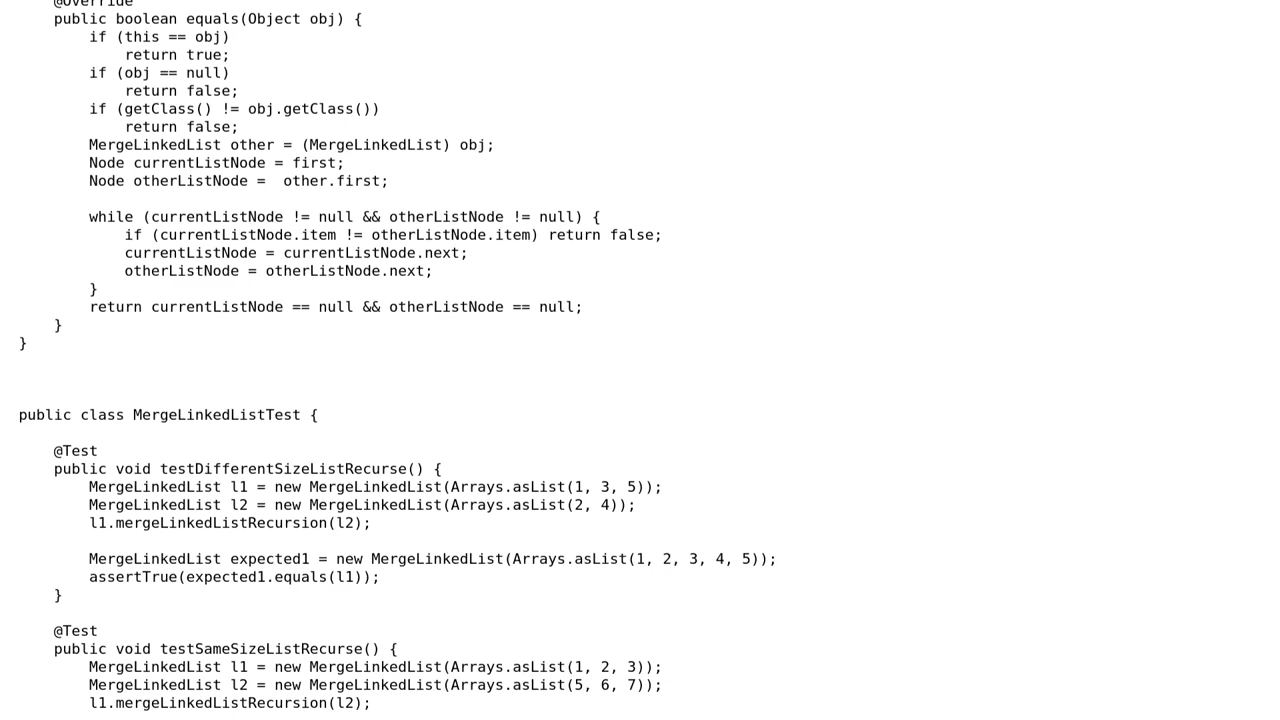 @Override
    public boolean equals(Object obj) {
        if (this == obj)
            return true;
        if (obj == null)
            return false;
        if (getClass() != obj.getClass())
            return false;
        MergeLinkedList other = (MergeLinkedList) obj;
        Node currentListNode = first;
        Node otherListNode =  other.first;

        while (currentListNode != null && otherListNode != null) {
            if (currentListNode.item != otherListNode.item) return false;
            currentListNode = currentListNode.next;
            otherListNode = otherListNode.next;
        }
        return currentListNode == null && otherListNode == null;
    }
}

public class MergeLinkedListTest {

    @Test
    public void testDifferentSizeListRecurse() {
        MergeLinkedList l1 = new MergeLinkedList(Arrays.asList(1, 3, 5));
        MergeLinkedList l2 = new MergeLinkedList(Arrays.asList(2, 4));
        l1.mergeLinkedListRecursion(l2);

        MergeLinkedList expected1 = new MergeLinkedList(Arrays.asList(1, 2, 3, 4, 5));
        assertTrue(expected1.equals(l1));
    }

    @Test
    public void testSameSizeListRecurse() {
        MergeLinkedList l1 = new MergeLinkedList(Arrays.asList(1, 2, 3));
        MergeLinkedList l2 = new MergeLinkedList(Arrays.asList(5, 6, 7));
        l1.mergeLinkedListRecursion(l2);